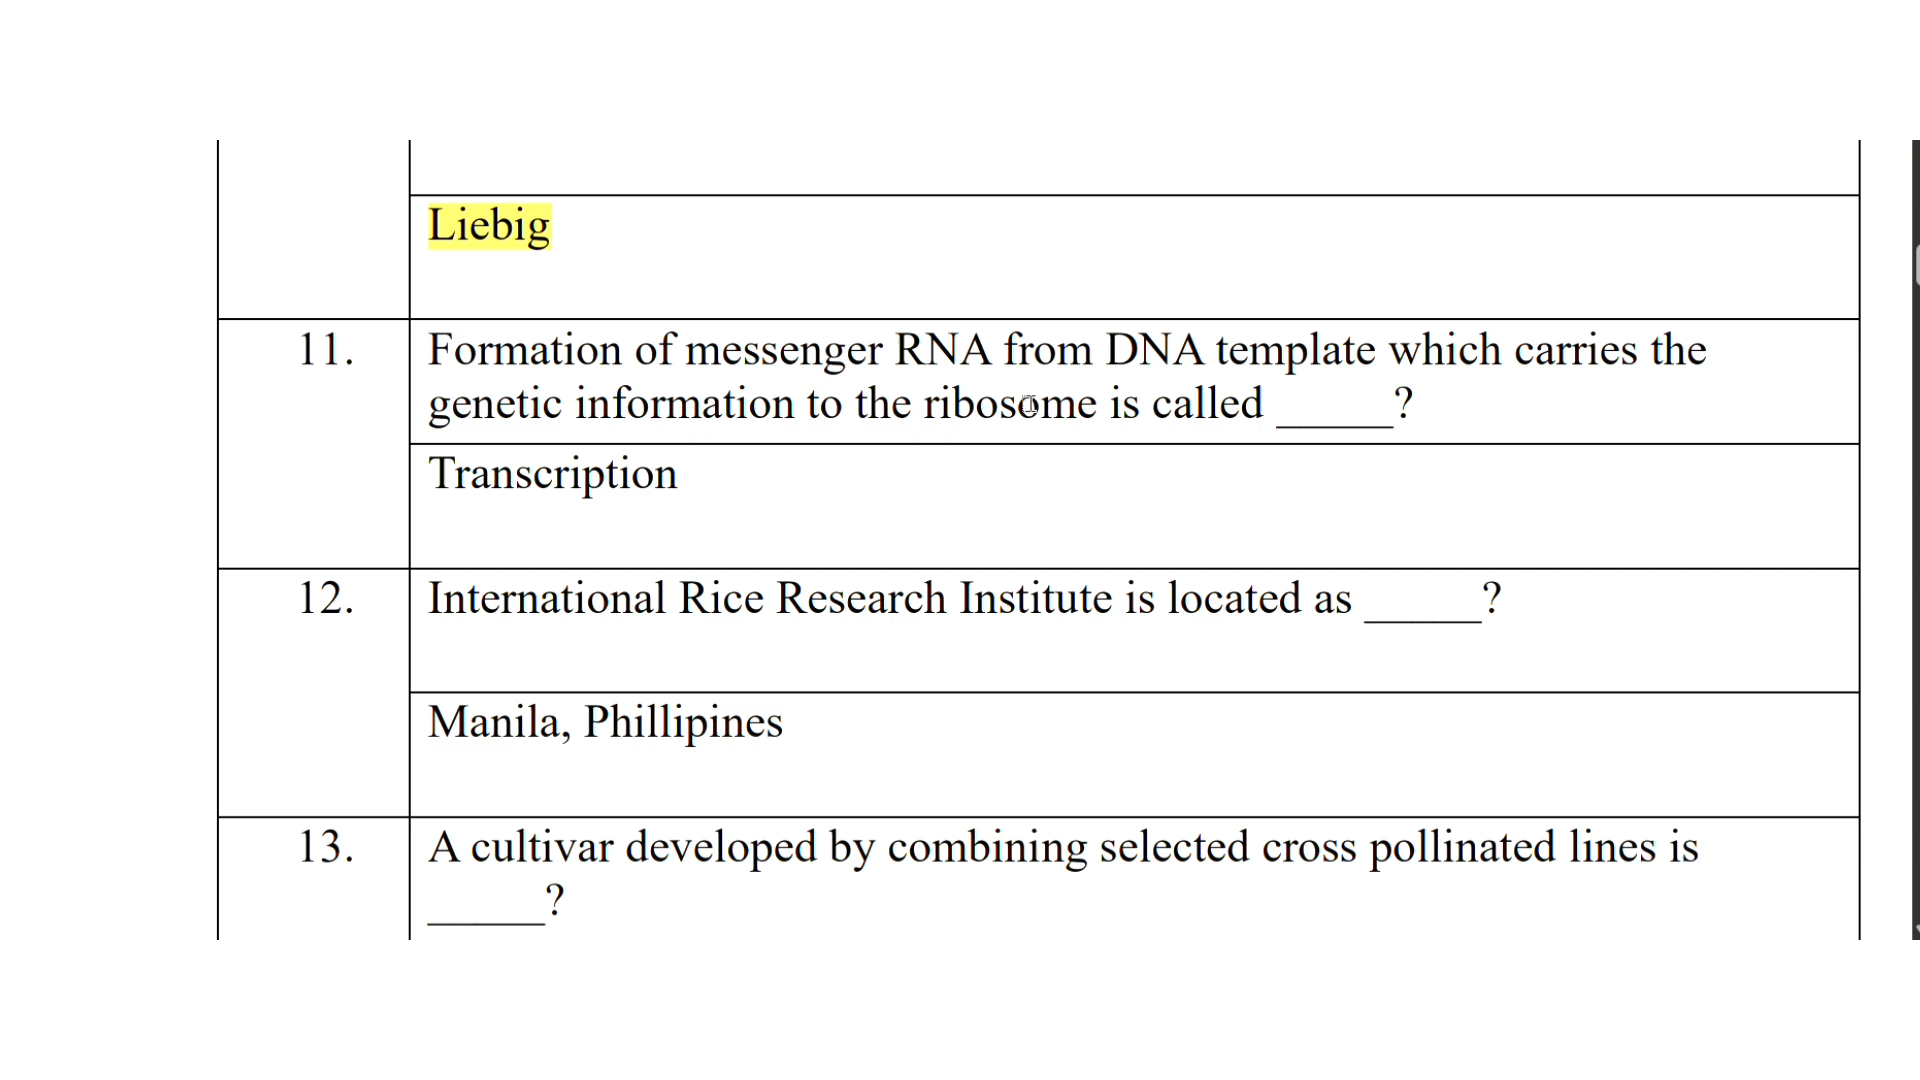 Liebig
11.
Formation of messenger RNA from DNA template which carries the
genetic information to the ribosome is called _____?
Transcription
12.
International Rice Research Institute is located as _____?
Manila, Phillipines
13.
A cultivar developed by combining selected cross pollinated lines is
_____?